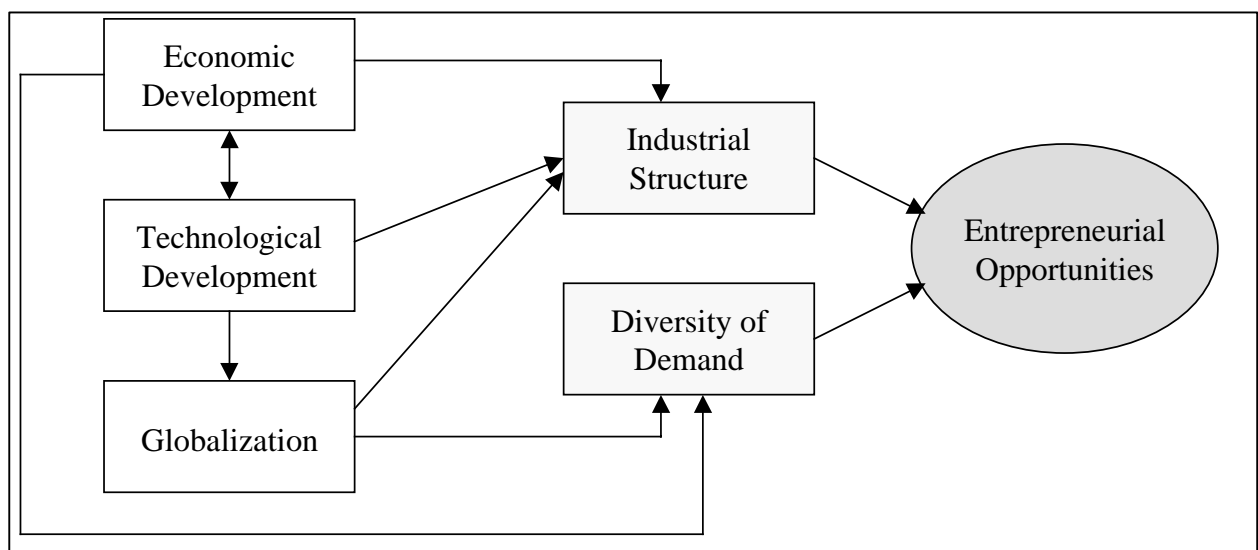 Economic
Development
Technological
Development
Globalization
Industrial
Structure
Diversity of
Demand
Entrepreneurial
Opportunities